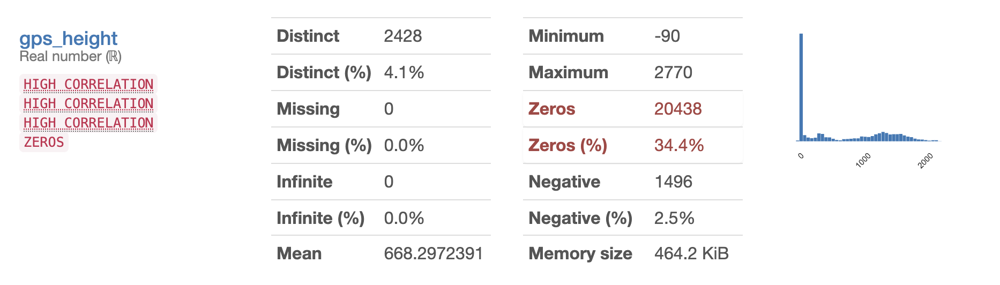 gps_height
Real number (ℝ)
HIGH CORRELATION
HIGH CORRELATION
HIGH CORRELATION
ZEROS
Distinct 2428
Distinct (%) 4.1%
Missing 0
Missing (%) 0.0%
Infinite 0
Infinite (%) 0.0%
Mean 668.2972391
Minimum -90
Maximum 2770
Zeros 20438
Zeros (%) 34.4%
Negative 1496
Negative (%) 2.5%
Memory size 464.2 KiB
0 1000 2000